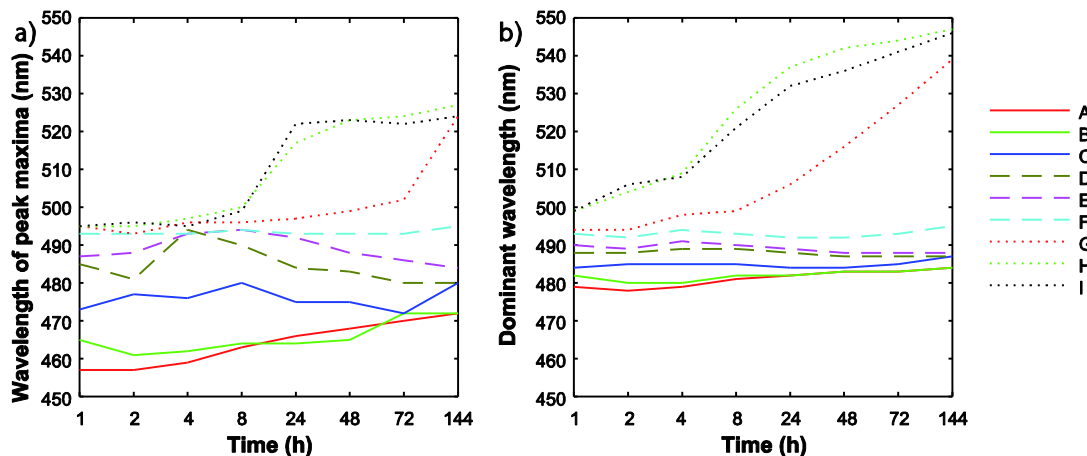 a)
Wavelength of peak maxima (nm)
550
540
530
520
510
500
490
480
470
460
450
1 2 4 8 24 48 72 144
Time (h)
b)
Dominant wavelength (nm)
550
540
530
520
510
500
490
480
470
460
450
1 2 4 8 24 48 72 144
Time (h)
A
B
C
D
E
F
G
H
I